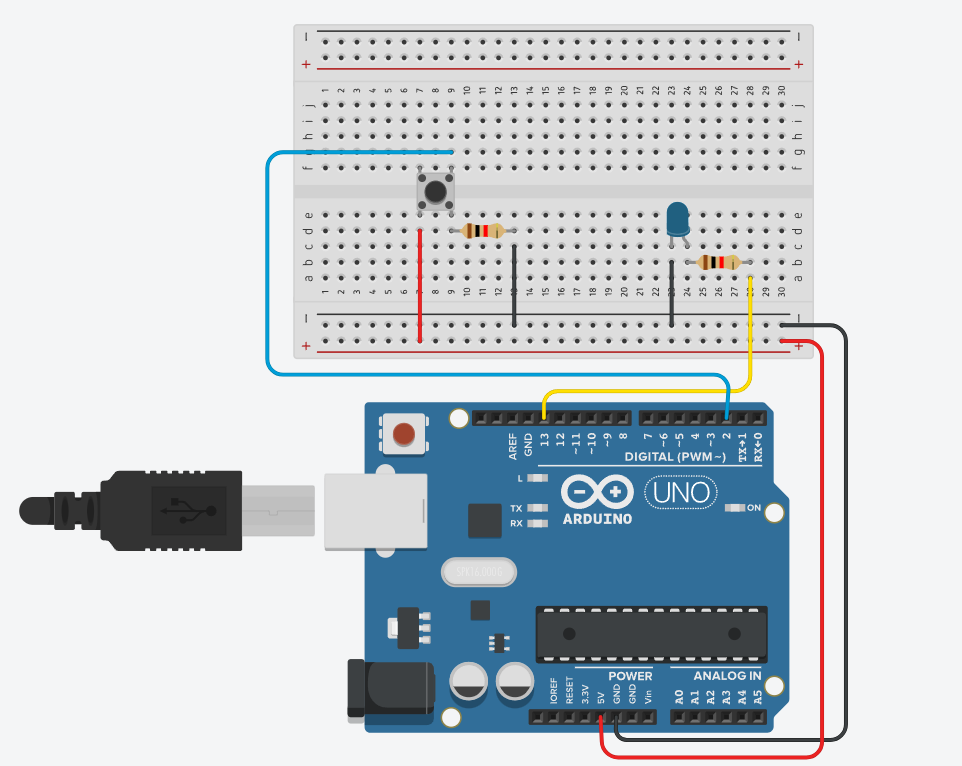 − −
+ +
1 2 3 4 5 6 7 8 9 10 11 12 13 14 15 16 17 18 19 20 21 22 23 24 25 26 27 28 29 30
j j
i i
h h
g g
f f
e e
d d
c c
b b
a a
1 2 3 4 5 6 7 8 9 10 11 12 13 14 15 16 17 18 19 20 21 22 23 24 25 26 27 28 29 30
− −
+ +
AREF GND 13 12 ~11 ~10 ~9 8 7 ~6 ~5 4 ~3 2 TX→1 RX←0
DIGITAL (PWM~)
L
TX
RX
ARDUINO
UNO
ON
POWER
ANALOG IN
IOREF RESET 3.3V 5V GND GND Vin A0 A1 A2 A3 A4 A5